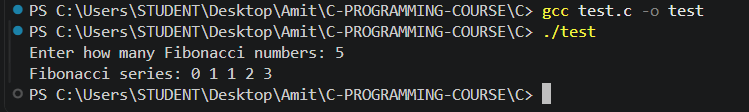 PS C:\Users\STUDENT\Desktop\Amit\C-PROGRAMMING-COURSE\C> gcc test.c -o test
PS C:\Users\STUDENT\Desktop\Amit\C-PROGRAMMING-COURSE\C> ./test
Enter how many Fibonacci numbers: 5
Fibonacci series: 0 1 1 2 3
PS C:\Users\STUDENT\Desktop\Amit\C-PROGRAMMING-COURSE\C>